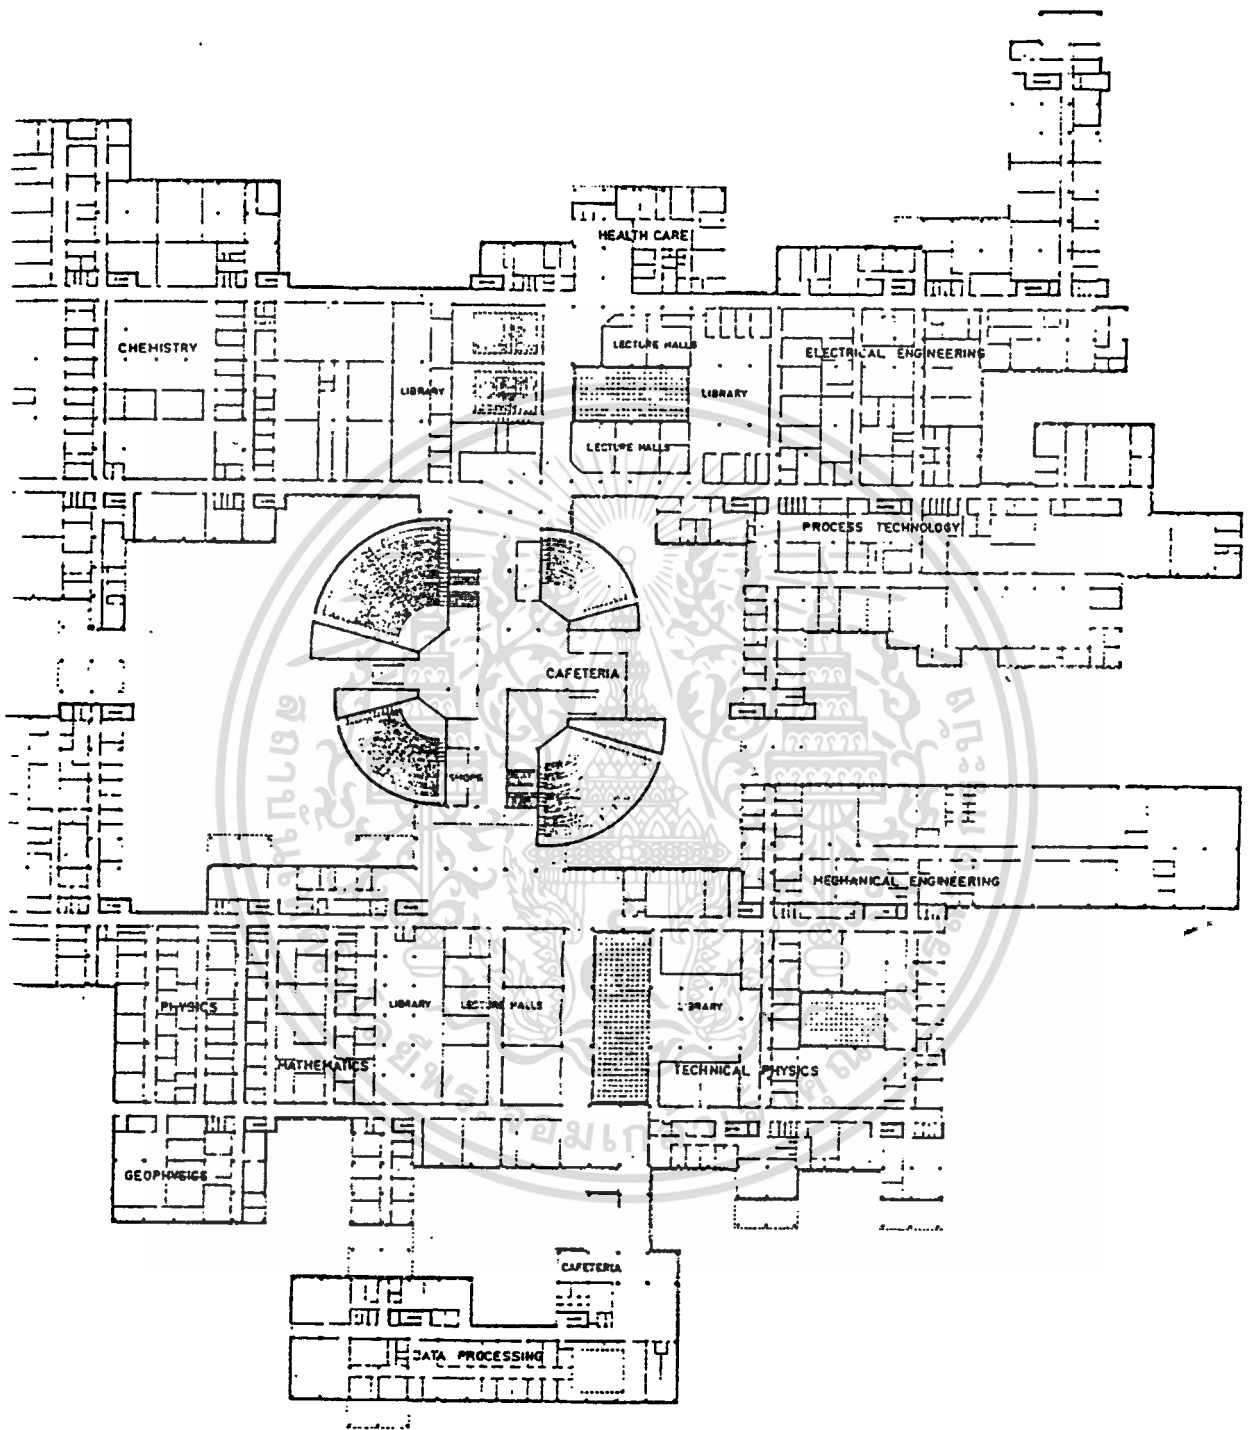 HEALTH CARE
LECTURE HALLS
CHEMISTRY
ELECTRICAL ENGINEERING
LIBRARY
LIBRARY
LECTURE HALLS
PROCESS TECHNOLOGY
CAFETERIA
SHOPS
MECHANICAL ENGINEERING
PHYSICS
LIBRARY
LECTURE HALLS
LIBRARY
MATHEMATICS
TECHNICAL PHYSICS
GEOPHYSICS
CAFETERIA
DATA PROCESSING